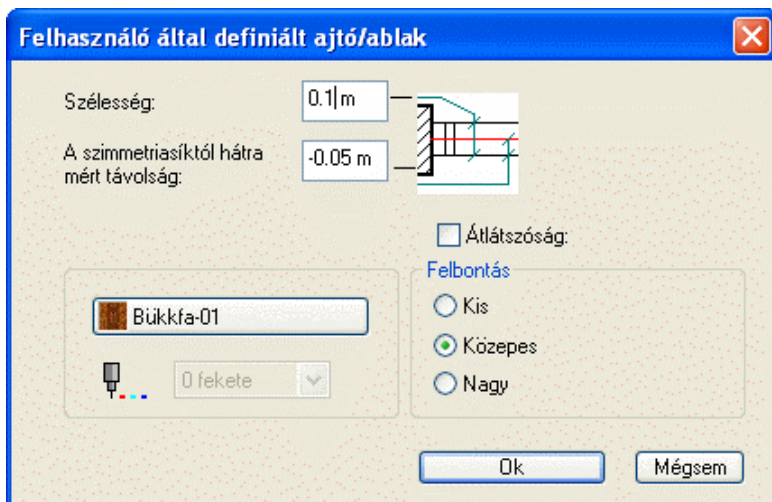 Felhasználó által definiált ajtó/ablak
Szélesség:
0.1 m
A szimmetriasíktól hátra
mért távolság:
-0.05 m
Átlátszóság:
Bükkfa-01
0 fekete
Felbontás
Kis
Közepes
Nagy
Ok
Mégsem